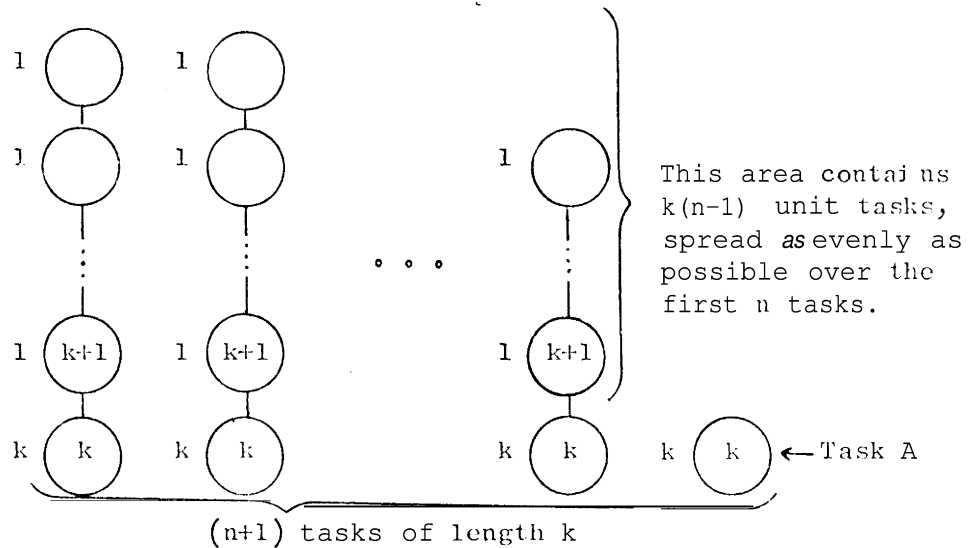 1 1
1 1 1
This area contains
k(n-1) unit tasks,
spread as evenly as
possible over the
first n tasks.
1 k+1 1 k+1 1 k+1
k k k k k k k k ← Task A
(n+1) tasks of length k